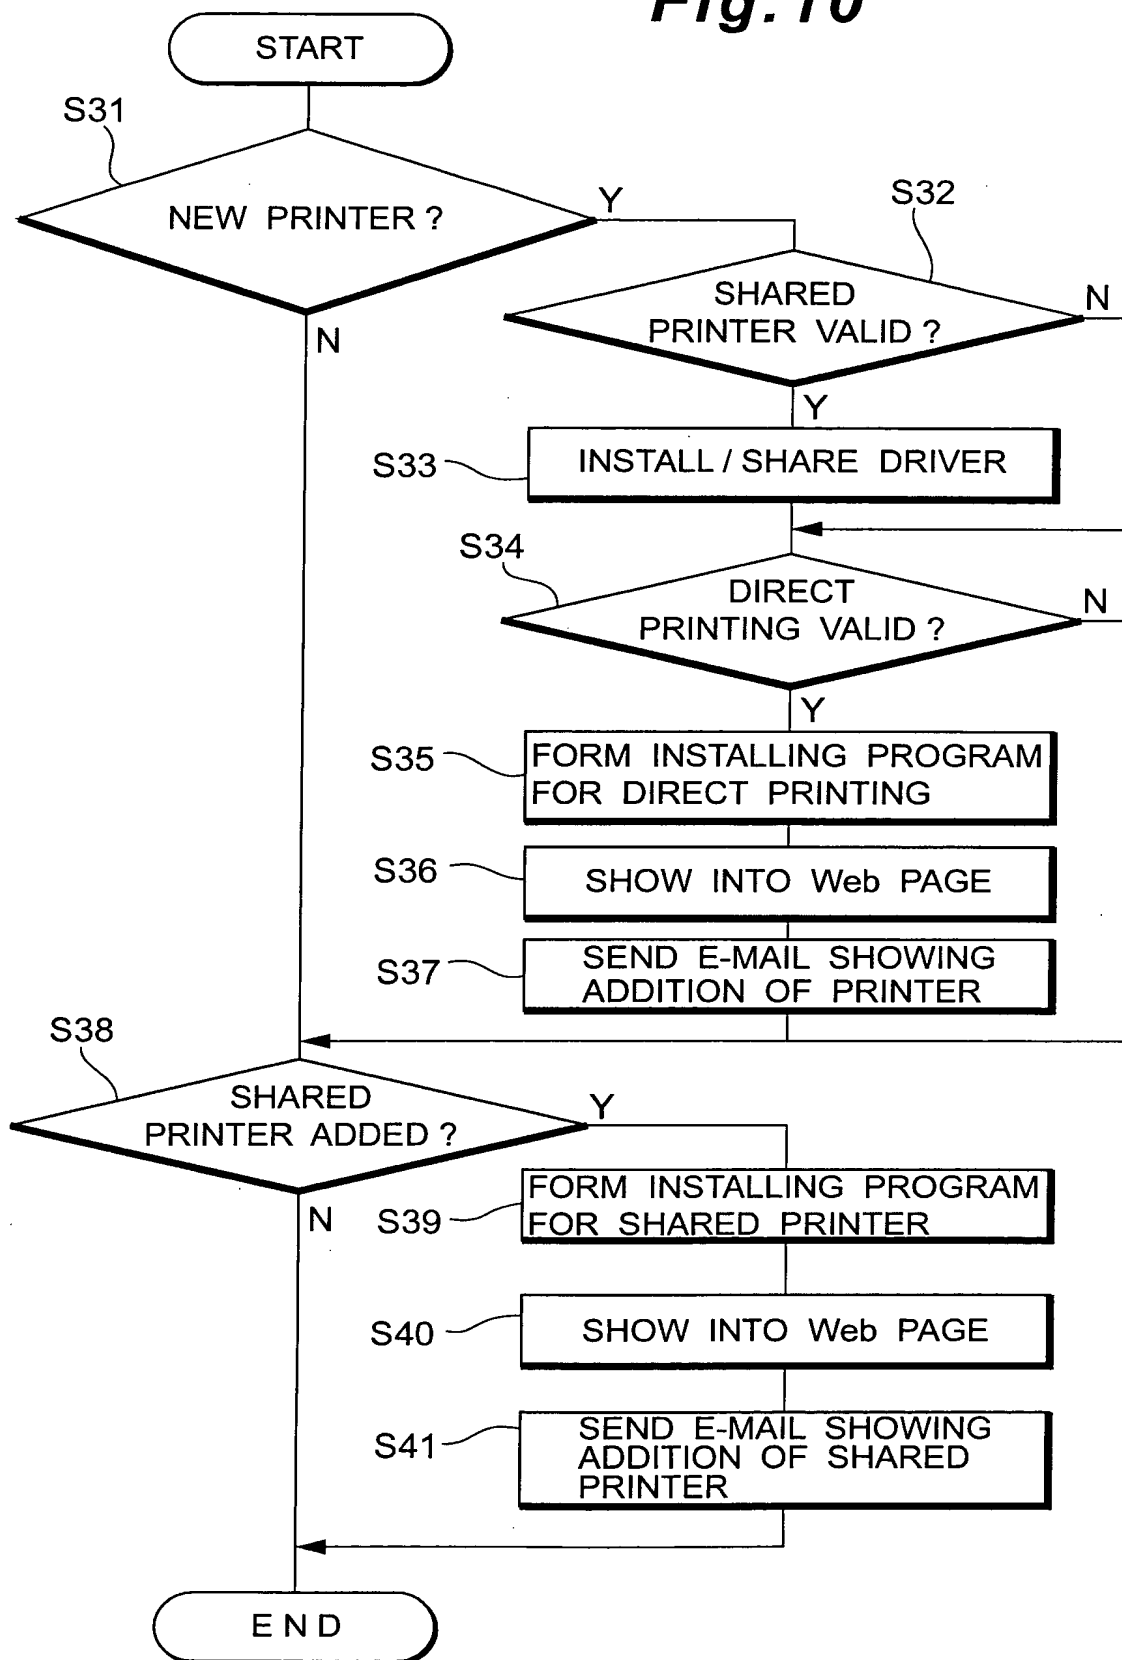 Fig. 10
START
S31
NEW PRINTER ?
Y
N
S32
SHARED
PRINTER VALID ?
N
Y
S33
INSTALL / SHARE DRIVER
S34
DIRECT
PRINTING VALID ?
N
Y
S35
FORM INSTALLING PROGRAM
FOR DIRECT PRINTING
S36
SHOW INTO Web PAGE
S37
SEND E-MAIL SHOWING
ADDITION OF PRINTER
S38
SHARED
PRINTER ADDED ?
Y
N
S39
FORM INSTALLING PROGRAM
FOR SHARED PRINTER
S40
SHOW INTO Web PAGE
S41
SEND E-MAIL SHOWING
ADDITION OF SHARED
PRINTER
END